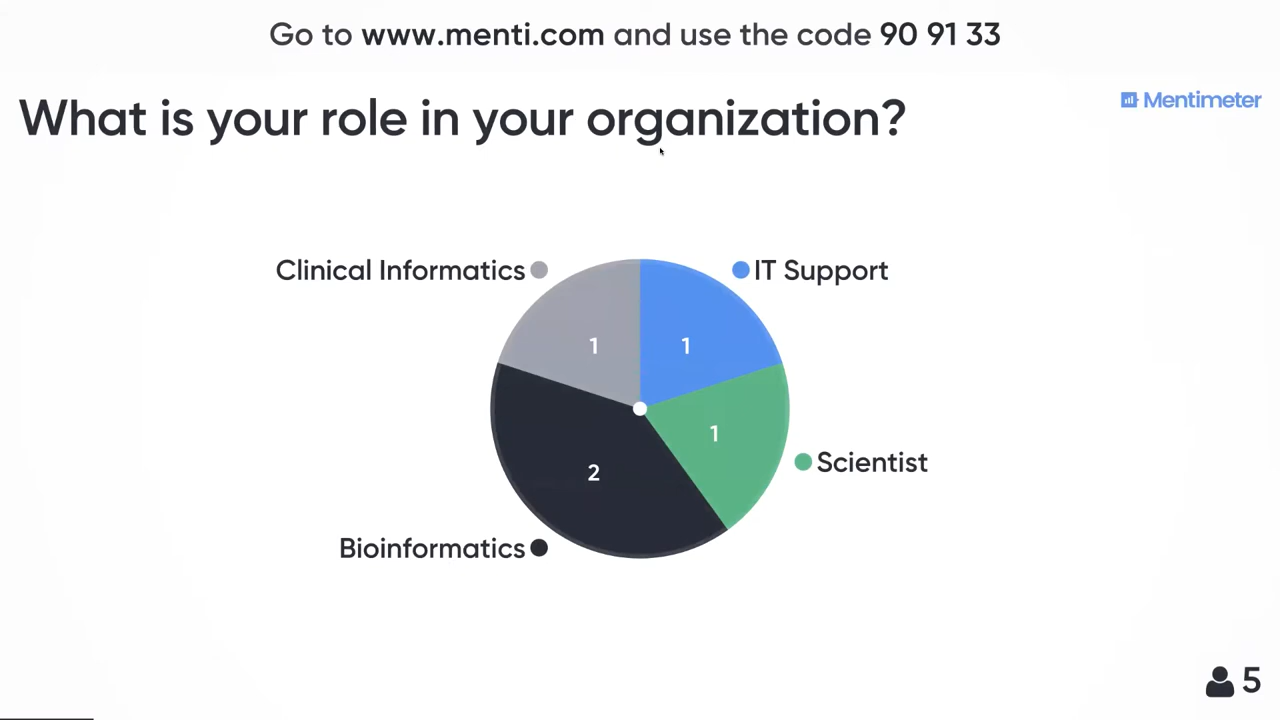 Go to www.menti.com and use the code 90 91 33
What is your role in your organization?
Mentimeter
Clinical Informatics
IT Support
1
1
1
Scientist
2
Bioinformatics
5